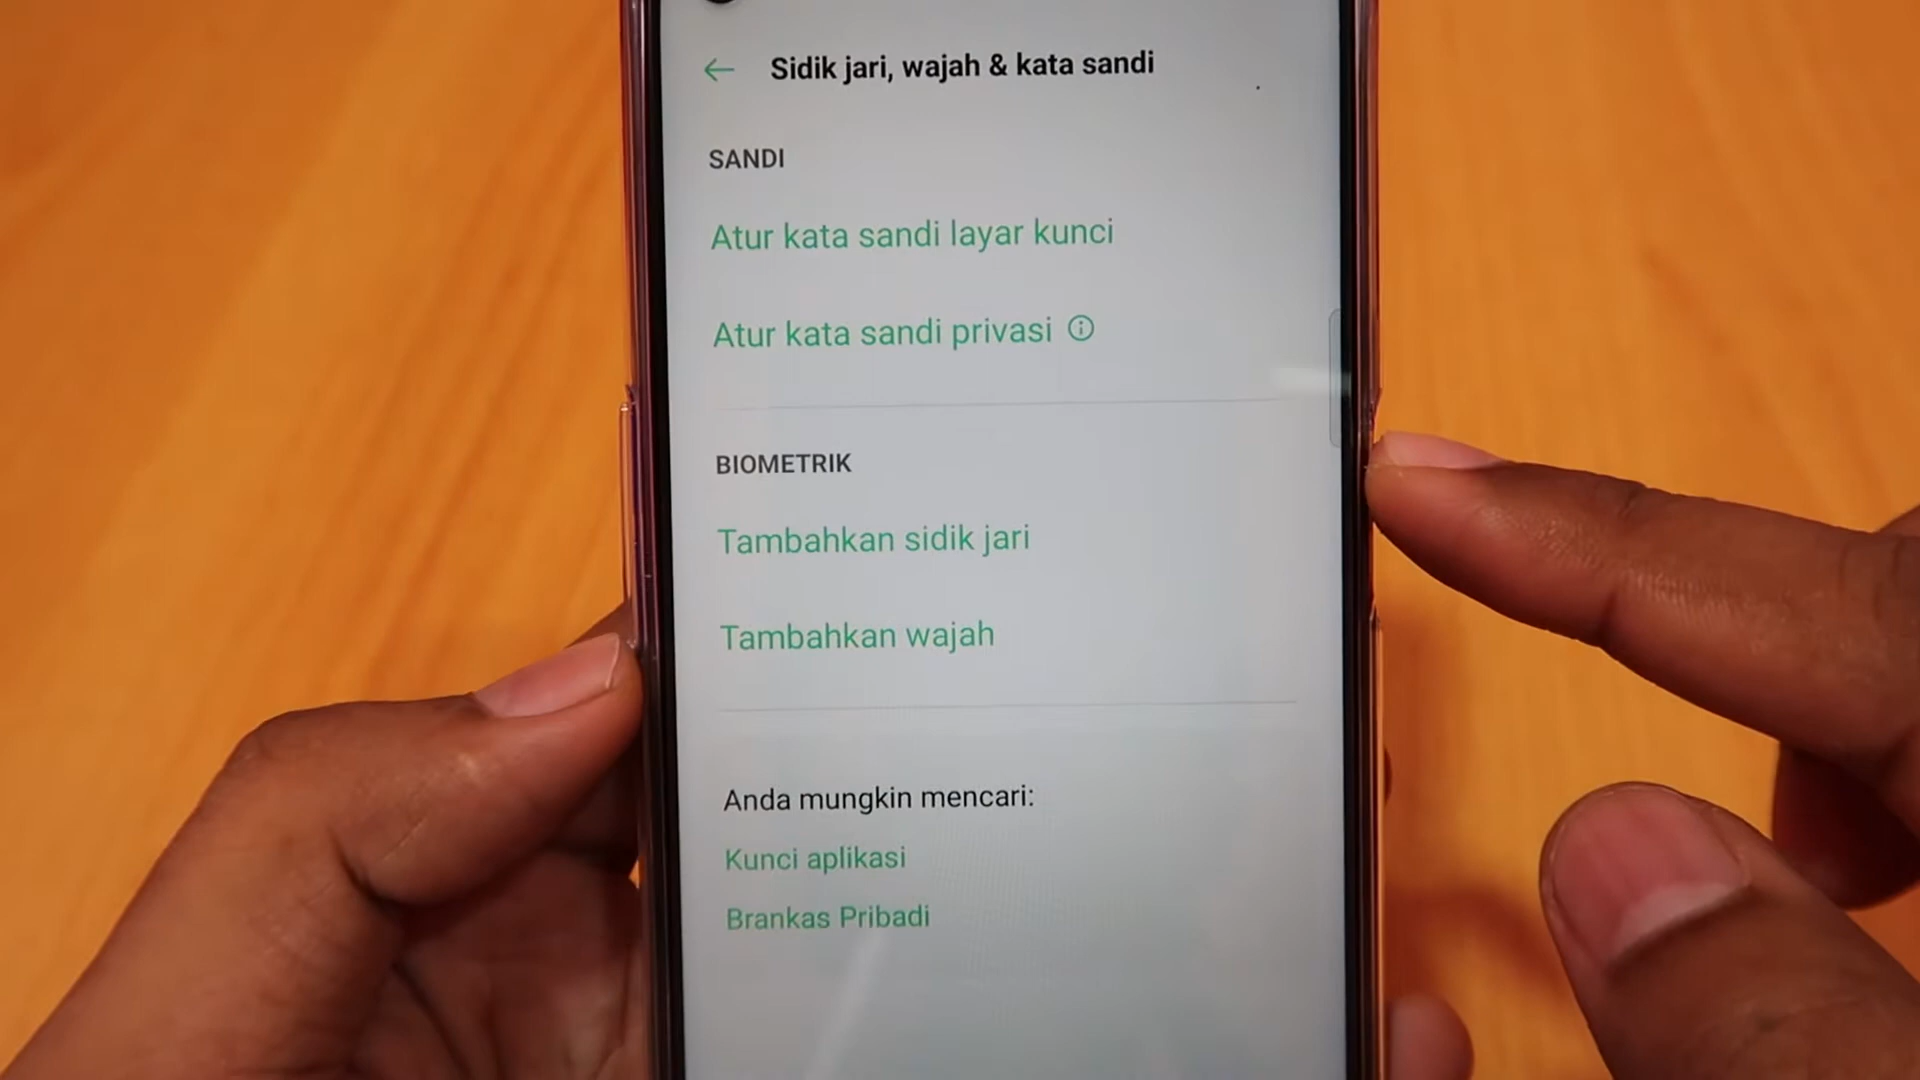 Sidik jari, wajah & kata sandi
SANDI
Atur kata sandi layar kunci
Atur kata sandi privasi
BIOMETRIK
Tambahkan sidik jari
Tambahkan wajah
Anda mungkin mencari:
Kunci aplikasi
Brankas Pribadi